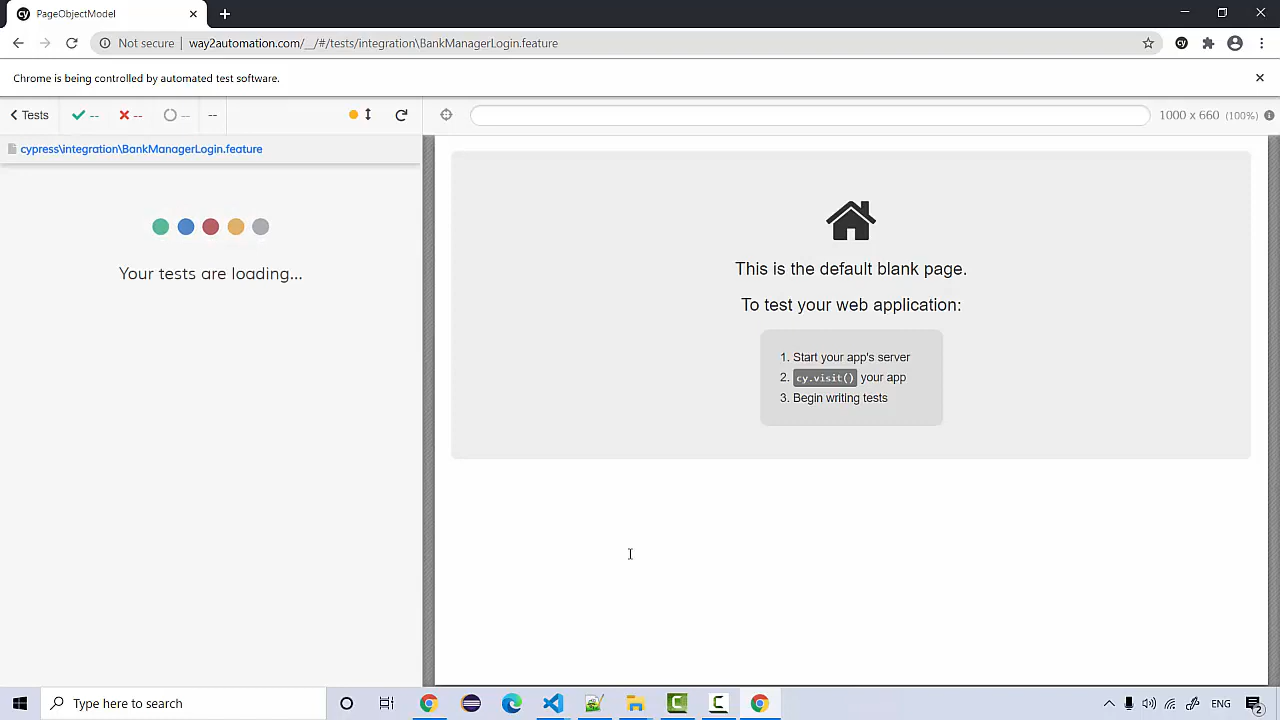 PageObjectModel
Not secure
way2automation.com/__/#/tests/integration\BankManagerLogin.feature
Chrome is being controlled by automated test software.
Tests
--
--
--
--
1000 x 660 (100%)
cypress\integration\BankManagerLogin.feature
Your tests are loading...
This is the default blank page.
To test your web application:
1. Start your app's server
2. cy.visit() your app
3. Begin writing tests
Type here to search
ENG
2